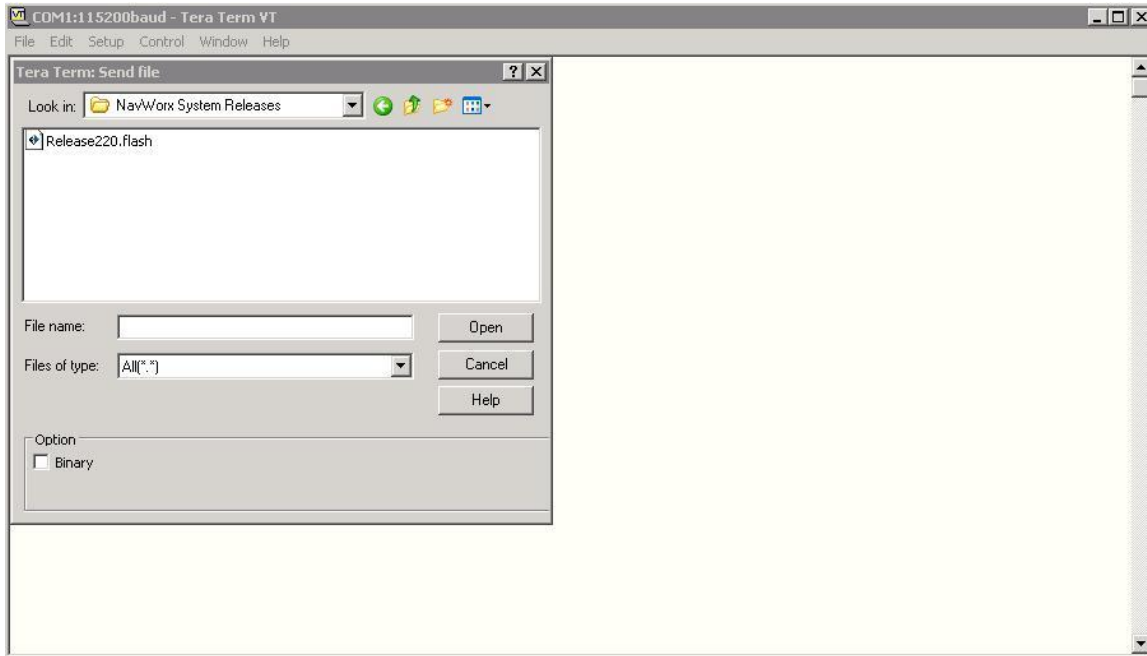 VT COM1:115200baud - Tera Term VT
File Edit Setup Control Window Help
Tera Term: Send file
Look in: NavWorx System Releases
Release220.flash
File name: Open
Files of type: All(*.*) Cancel
Help
Option
Binary